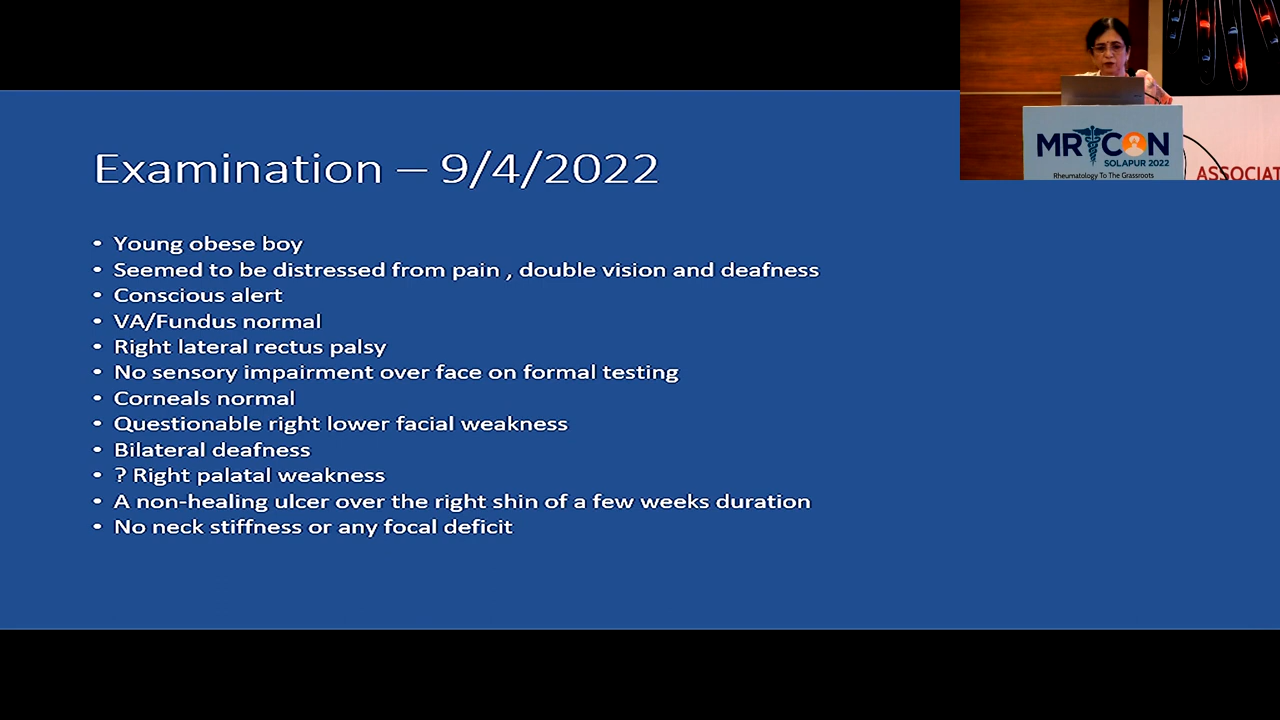 Examination – 9/4/2022
• Young obese boy
• Seemed to be distressed from pain , double vision and deafness
• Conscious alert
• VA/Fundus normal
• Right lateral rectus palsy
• No sensory impairment over face on formal testing
• Corneals normal
• Questionable right lower facial weakness
• Bilateral deafness
• ? Right palatal weakness
• A non-healing ulcer over the right shin of a few weeks duration
• No neck stiffness or any focal deficit
MRCON
SOLAPUR 2022
Rheumatology To The Grassroots
ASSOCIAT